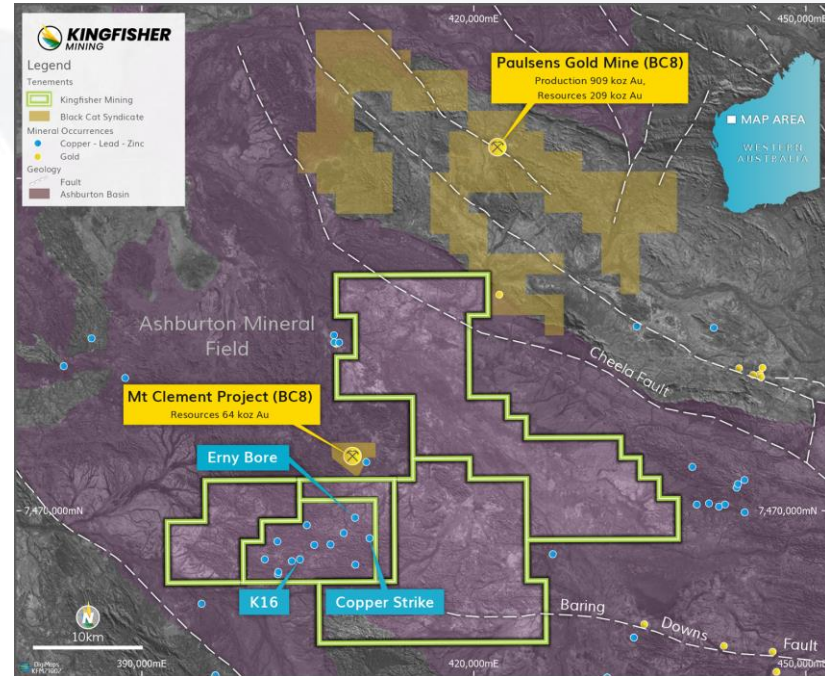 KINGFISHER
MINING
Legend
Tenements
Kingfisher Mining
Black Cat Syndicate
Mineral Occurrences
Copper - Lead - Zinc
Gold
Geology
Fault
Ashburton Basin
420,000mE
450,000mE
Paulsens Gold Mine (BC8)
Production 909 koz Au,
Resources 209 koz Au
MAP AREA
WESTERN
AUSTRALIA
Ashburton Mineral
Field
Cheela Fault
Mt Clement Project (BC8)
Resources 64 koz Au
Erny Bore
7,470,000mN
7,470,000mN
K16
Copper Strike
Baring Downs Fault
N
10km
DigMaps
390,000mE
420,000mE
450,000mE